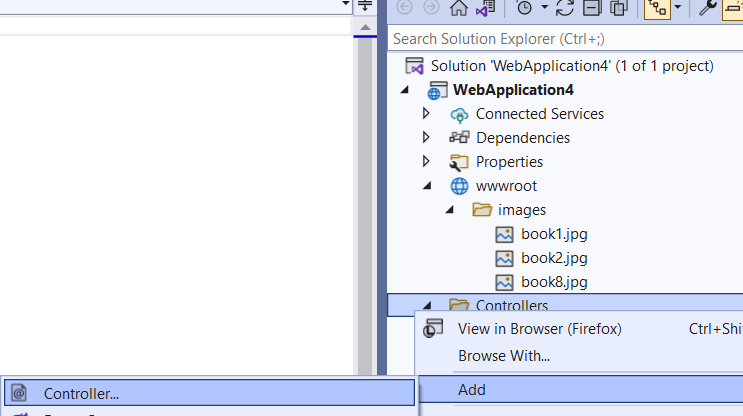 Search Solution Explorer (Ctrl+;)
Solution 'WebApplication4' (1 of 1 project)
WebApplication4
Connected Services
Dependencies
Properties
wwwroot
images
book1.jpg
book2.jpg
book8.jpg
Controllers
View in Browser (Firefox) Ctrl+Shi
Browse With...
Add
Controller...